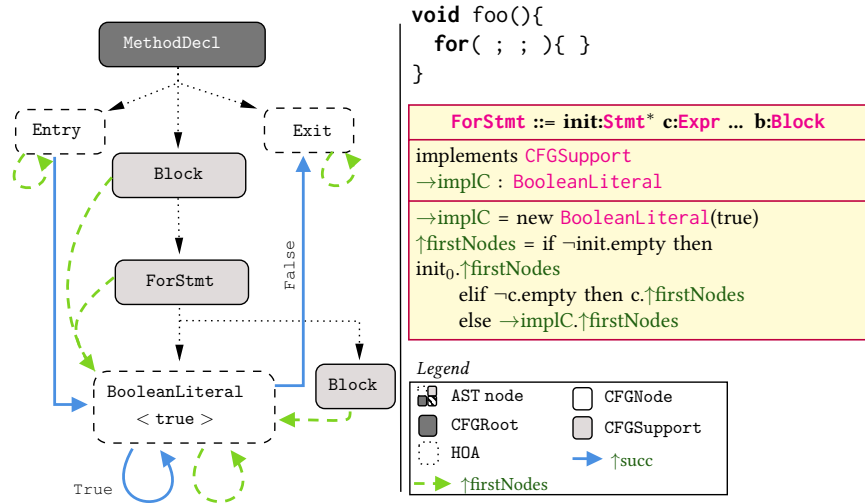 MethodDecl
Entry
Exit
Block
ForStmt
False
BooleanLiteral
< true >
Block
True
void foo(){
for( ; ; ){ }
}
ForStmt ::= init:Stmt* c:Expr ... b:Block
implements CFGSupport
→implC : BooleanLiteral
→implC = new BooleanLiteral(true)
↑firstNodes = if ¬init.empty then
init₀.↑firstNodes
elif ¬c.empty then c.↑firstNodes
else →implC.↑firstNodes
Legend
AST node
CFGNode
CFGRoot
CFGSupport
HOA
↑succ
↑firstNodes